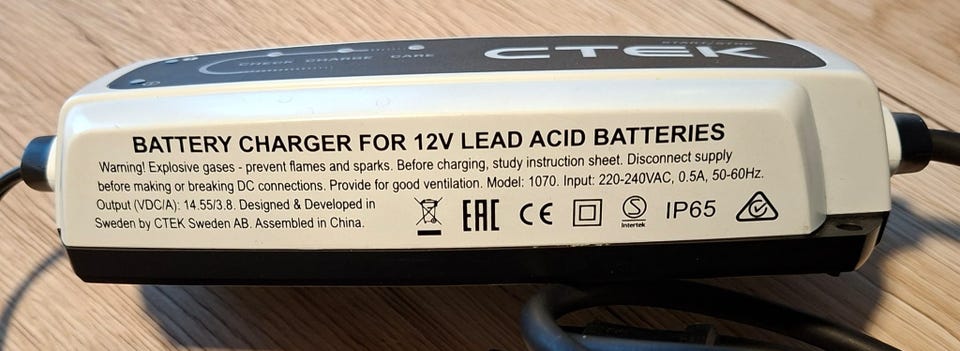 START/STOP
CTEK
CHECK CHARGE CARE
BATTERY CHARGER FOR 12V LEAD ACID BATTERIES
Warning! Explosive gases - prevent flames and sparks. Before charging, study instruction sheet. Disconnect supply
before making or breaking DC connections. Provide for good ventilation. Model: 1070. Input: 220-240VAC, 0.5A, 50-60Hz.
Output (VDC/A): 14.55/3.8. Designed & Developed in
Sweden by CTEK Sweden AB. Assembled in China.
EAC CE S Intertek IP65